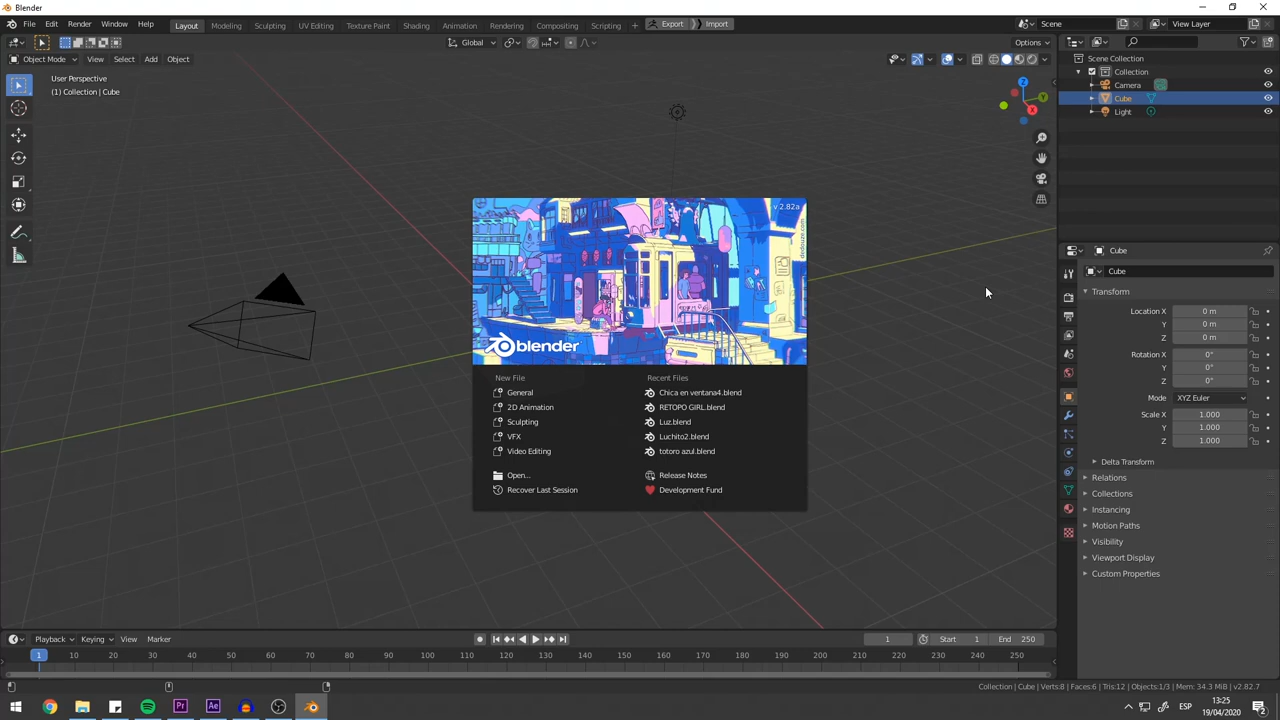 Blender
File Edit Render Window Help Layout Modeling Sculpting UV Editing Texture Paint Shading Animation Rendering Compositing Scripting + Export Import Scene View Layer
Global Options
Object Mode View Select Add Object
User Perspective
(1) Collection | Cube
Scene Collection
Collection
Camera
Cube
Light
Z
Y
X
v 2.82a
dedouze.com
blender
New File
General
2D Animation
Sculpting
VFX
Video Editing
Open...
Recover Last Session
Recent Files
Chica en ventana4.blend
RETOPO GIRL.blend
Luz.blend
Luchito2.blend
totoro azul.blend
Release Notes
Development Fund
Cube
Cube
Transform
Location X 0 m
Y 0 m
Z 0 m
Rotation X 0°
Y 0°
Z 0°
Mode XYZ Euler
Scale X 1.000
Y 1.000
Z 1.000
Delta Transform
Relations
Collections
Instancing
Motion Paths
Visibility
Viewport Display
Custom Properties
Playback Keying View Marker 1 Start 1 End 250
1 10 20 30 40 50 60 70 80 90 100 110 120 130 140 150 160 170 180 190 200 210 220 230 240 250
Collection | Cube | Verts:8 | Faces:6 | Tris:12 | Objects:1/3 | Mem: 34.3 MiB | v2.82.7
Pr Ae ESP 13:25
19/04/2020 2